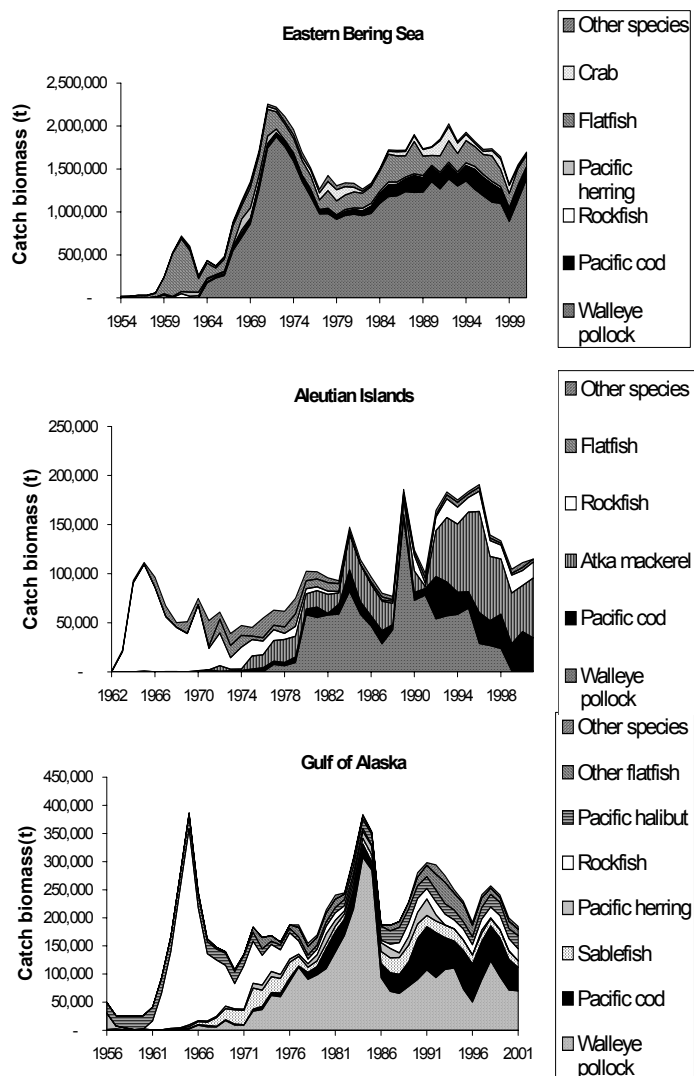 Eastern Bering Sea
Catch biomass (t)
2,500,000
2,000,000
1,500,000
1,000,000
500,000
-
1954 1959 1964 1969 1974 1979 1984 1989 1994 1999
Other species
Crab
Flatfish
Pacific
herring
Rockfish
Pacific cod
Walleye
pollock
Aleutian Islands
Catch biomass (t)
250,000
200,000
150,000
100,000
50,000
-
1962 1966 1970 1974 1978 1982 1986 1990 1994 1998
Other species
Flatfish
Rockfish
Atka mackerel
Pacific cod
Walleye
pollock
Gulf of Alaska
Catch biomass(t)
450,000
400,000
350,000
300,000
250,000
200,000
150,000
100,000
50,000
-
1956 1961 1966 1971 1976 1981 1986 1991 1996 2001
Other species
Other flatfish
Pacific halibut
Rockfish
Pacific herring
Sablefish
Pacific cod
Walleye
pollock